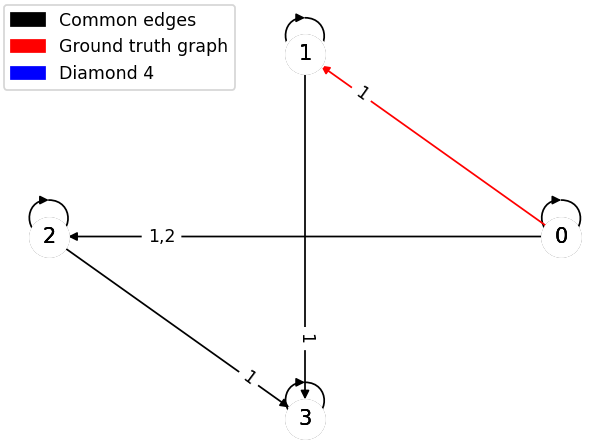 Common edges
Ground truth graph
Diamond 4
1
1
2
1,2
0
1
1
3